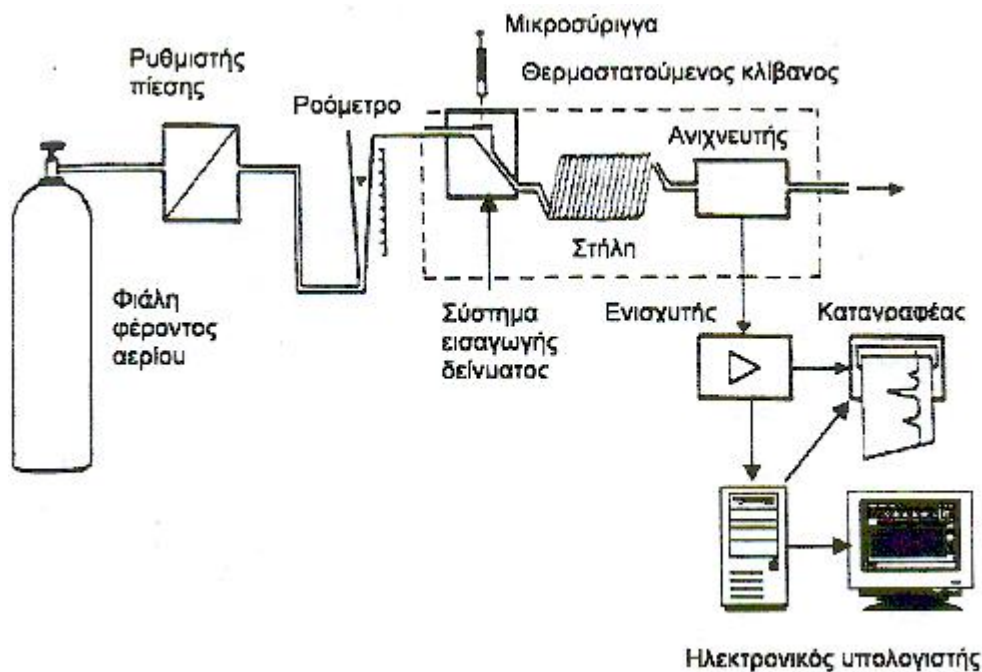 Μικροσύριγγα
Ρυθμιστής
πίεσης
Θερμοστατούμενος κλίβανος
Ροόμετρο
Ανιχνευτής
Στήλη
Φιάλη
φέροντος
αερίου
Σύστημα
εισαγωγής
δείγματος
Ενισχυτής
Καταγραφέας
Ηλεκτρονικός υπολογιστής